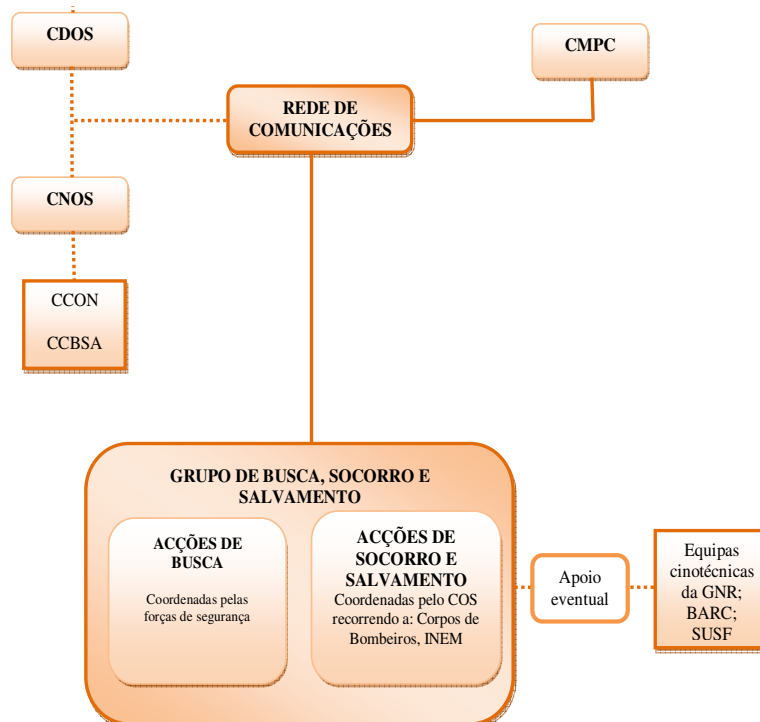 CDOS
CMPC
REDE DE
COMUNICAÇÕES
CNOS
CCON
CCBSA
GRUPO DE BUSCA, SOCORRO E
SALVAMENTO
ACÇÕES DE
BUSCA
Coordenadas pelas
forças de segurança
ACÇÕES DE
SOCORRO E
SALVAMENTO
Coordenadas pelo COS
recorrendo a: Corpos de
Bombeiros, INEM
Apoio
eventual
Equipas
cinotécnicas
da GNR;
BARC;
SUSF